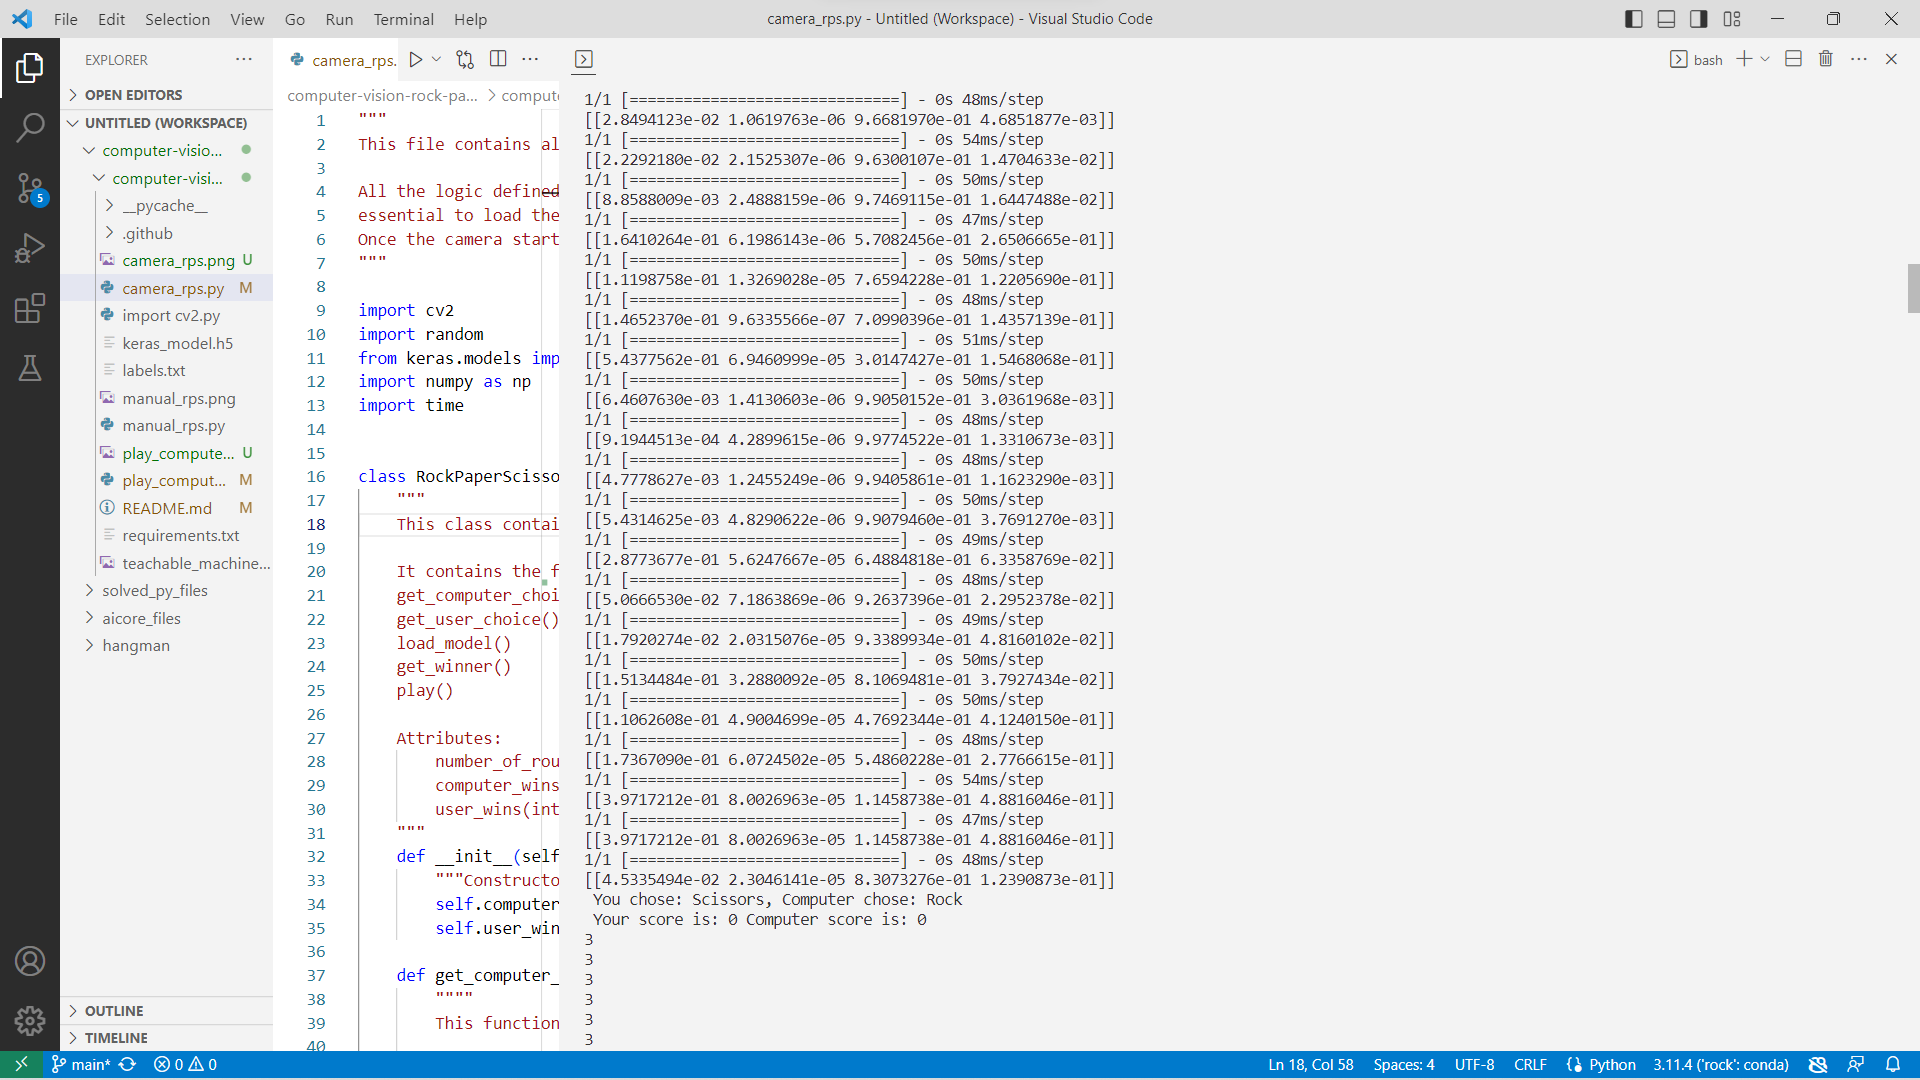 File Edit Selection View Go Run Terminal Help
camera_rps.py - Untitled (Workspace) - Visual Studio Code
EXPLORER
OPEN EDITORS
UNTITLED (WORKSPACE)
computer-visio...
computer-visi...
__pycache__
.github
camera_rps.png U
camera_rps.py M
import cv2.py
keras_model.h5
labels.txt
manual_rps.png
manual_rps.py
play_compute... U
play_comput... M
README.md M
requirements.txt
teachable_machine...
solved_py_files
aicore_files
hangman
OUTLINE
TIMELINE
5
camera_rps.
computer-vision-rock-pa... > compute
1 """
2 This file contains al
3
4 All the logic defined
5 essential to load the
6 Once the camera start
7 """
8
9 import cv2
10 import random
11 from keras.models imp
12 import numpy as np
13 import time
14
15
16 class RockPaperScisso
17 """
18 This class contai
19
20 It contains the f
21 get_computer_choi
22 get_user_choice()
23 load_model()
24 get_winner()
25 play()
26
27 Attributes:
28 number_of_rou
29 computer_wins
30 user_wins(int
31 """
32 def __init__(self
33 """Constructo
34 self.computer
35 self.user_win
36
37 def get_computer_
38 """"
39 This function
40
bash
1/1 [==============================] - 0s 48ms/step
[[2.8494123e-02 1.0619763e-06 9.6681970e-01 4.6851877e-03]]
1/1 [==============================] - 0s 54ms/step
[[2.2292180e-02 2.1525307e-06 9.6300107e-01 1.4704633e-02]]
1/1 [==============================] - 0s 50ms/step
[[8.8588009e-03 2.4888159e-06 9.7469115e-01 1.6447488e-02]]
1/1 [==============================] - 0s 47ms/step
[[1.6410264e-01 6.1986143e-06 5.7082456e-01 2.6506665e-01]]
1/1 [==============================] - 0s 50ms/step
[[1.1198758e-01 1.3269028e-05 7.6594228e-01 1.2205690e-01]]
1/1 [==============================] - 0s 48ms/step
[[1.4652370e-01 9.6335566e-07 7.0990396e-01 1.4357139e-01]]
1/1 [==============================] - 0s 51ms/step
[[5.4377562e-01 6.9460999e-05 3.0147427e-01 1.5468068e-01]]
1/1 [==============================] - 0s 50ms/step
[[6.4607630e-03 1.4130603e-06 9.9050152e-01 3.0361968e-03]]
1/1 [==============================] - 0s 48ms/step
[[9.1944513e-04 4.2899615e-06 9.9774522e-01 1.3310673e-03]]
1/1 [==============================] - 0s 48ms/step
[[4.7778627e-03 1.2455249e-06 9.9405861e-01 1.1623290e-03]]
1/1 [==============================] - 0s 50ms/step
[[5.4314625e-03 4.8290622e-06 9.9079460e-01 3.7691270e-03]]
1/1 [==============================] - 0s 49ms/step
[[2.8773677e-01 5.6247667e-05 6.4884818e-01 6.3358769e-02]]
1/1 [==============================] - 0s 48ms/step
[[5.0666530e-02 7.1863869e-06 9.2637396e-01 2.2952378e-02]]
1/1 [==============================] - 0s 49ms/step
[[1.7920274e-02 2.0315076e-05 9.3389934e-01 4.8160102e-02]]
1/1 [==============================] - 0s 50ms/step
[[1.5134484e-01 3.2880092e-05 8.1069481e-01 3.7927434e-02]]
1/1 [==============================] - 0s 50ms/step
[[1.1062608e-01 4.9004699e-05 4.7692344e-01 4.1240150e-01]]
1/1 [==============================] - 0s 48ms/step
[[1.7367090e-01 6.0724502e-05 5.4860228e-01 2.7766615e-01]]
1/1 [==============================] - 0s 54ms/step
[[3.9717212e-01 8.0026963e-05 1.1458738e-01 4.8816046e-01]]
1/1 [==============================] - 0s 47ms/step
[[3.9717212e-01 8.0026963e-05 1.1458738e-01 4.8816046e-01]]
1/1 [==============================] - 0s 48ms/step
[[4.5335494e-02 2.3046141e-05 8.3073276e-01 1.2390873e-01]]
You chose: Scissors, Computer chose: Rock
Your score is: 0 Computer score is: 0
3
3
3
3
3
3
main* 0 0 Ln 18, Col 58 Spaces: 4 UTF-8 CRLF Python 3.11.4 ('rock': conda)